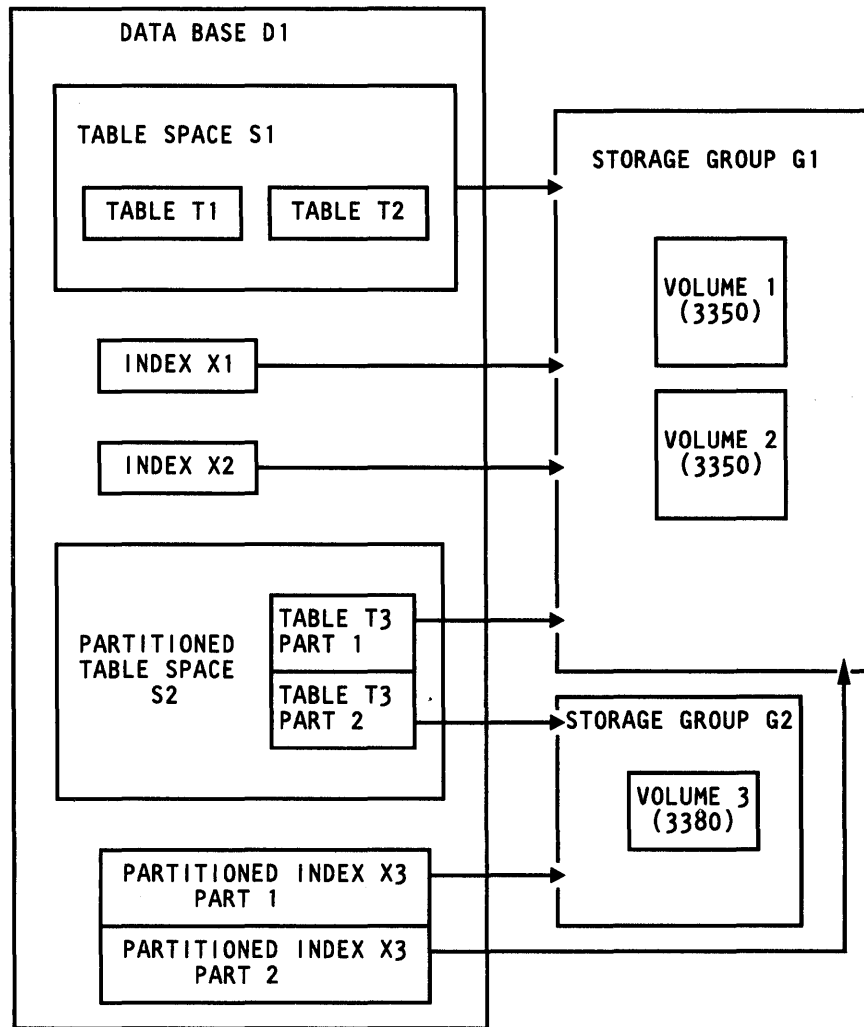 DATA BASE D1
TABLE SPACE S1
TABLE T1
TABLE T2
STORAGE GROUP G1
VOLUME 1
(3350)
INDEX X1
VOLUME 2
(3350)
INDEX X2
PARTITIONED
TABLE SPACE
S2
TABLE T3
PART 1
TABLE T3
PART 2
STORAGE GROUP G2
VOLUME 3
(3380)
PARTITIONED INDEX X3
PART 1
PARTITIONED INDEX X3
PART 2